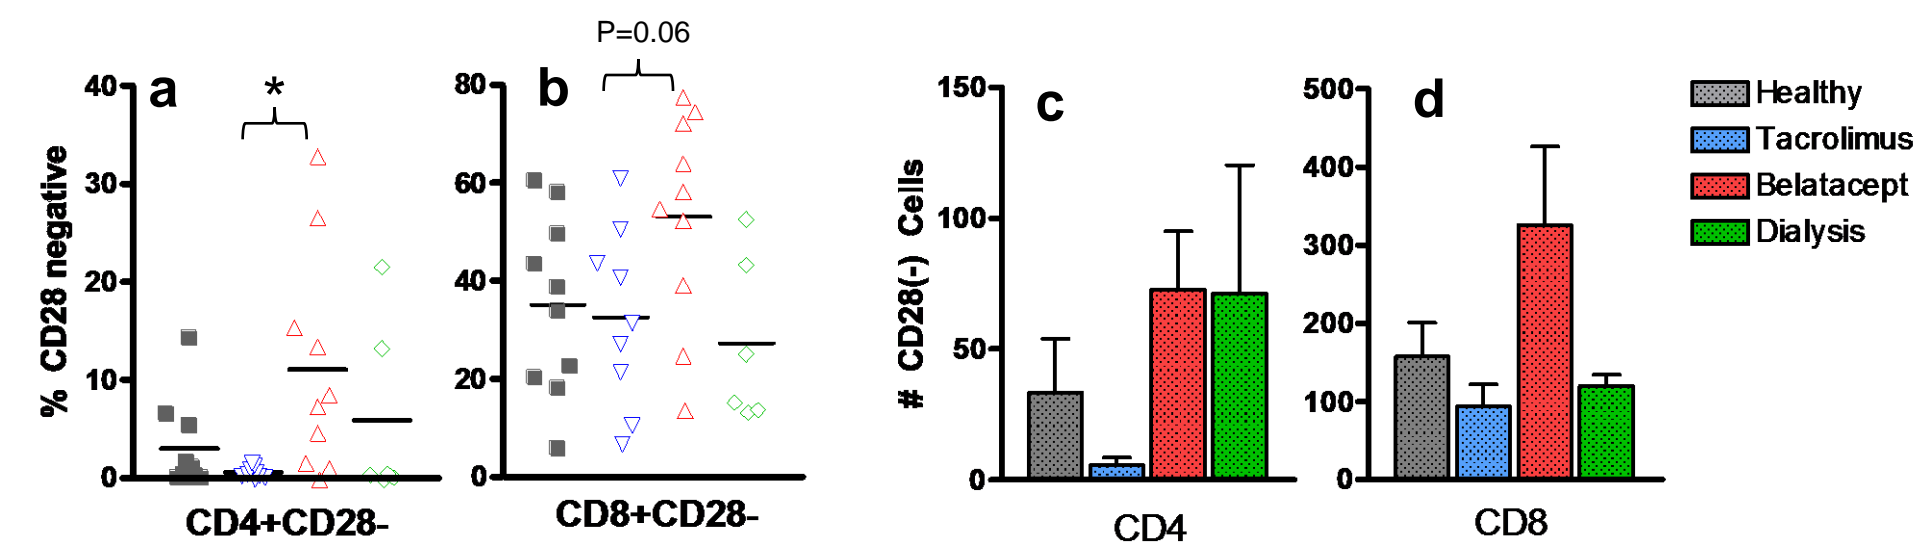 P=0.06
a
*
40
30
20
10
0
% CD28 negative
CD4+CD28-
b
80
60
40
20
0
CD8+CD28-
c
150
100
50
0
# CD28(-) Cells
CD4
d
500
400
300
200
100
0
CD8
Healthy
Tacrolimus
Belatacept
Dialysis